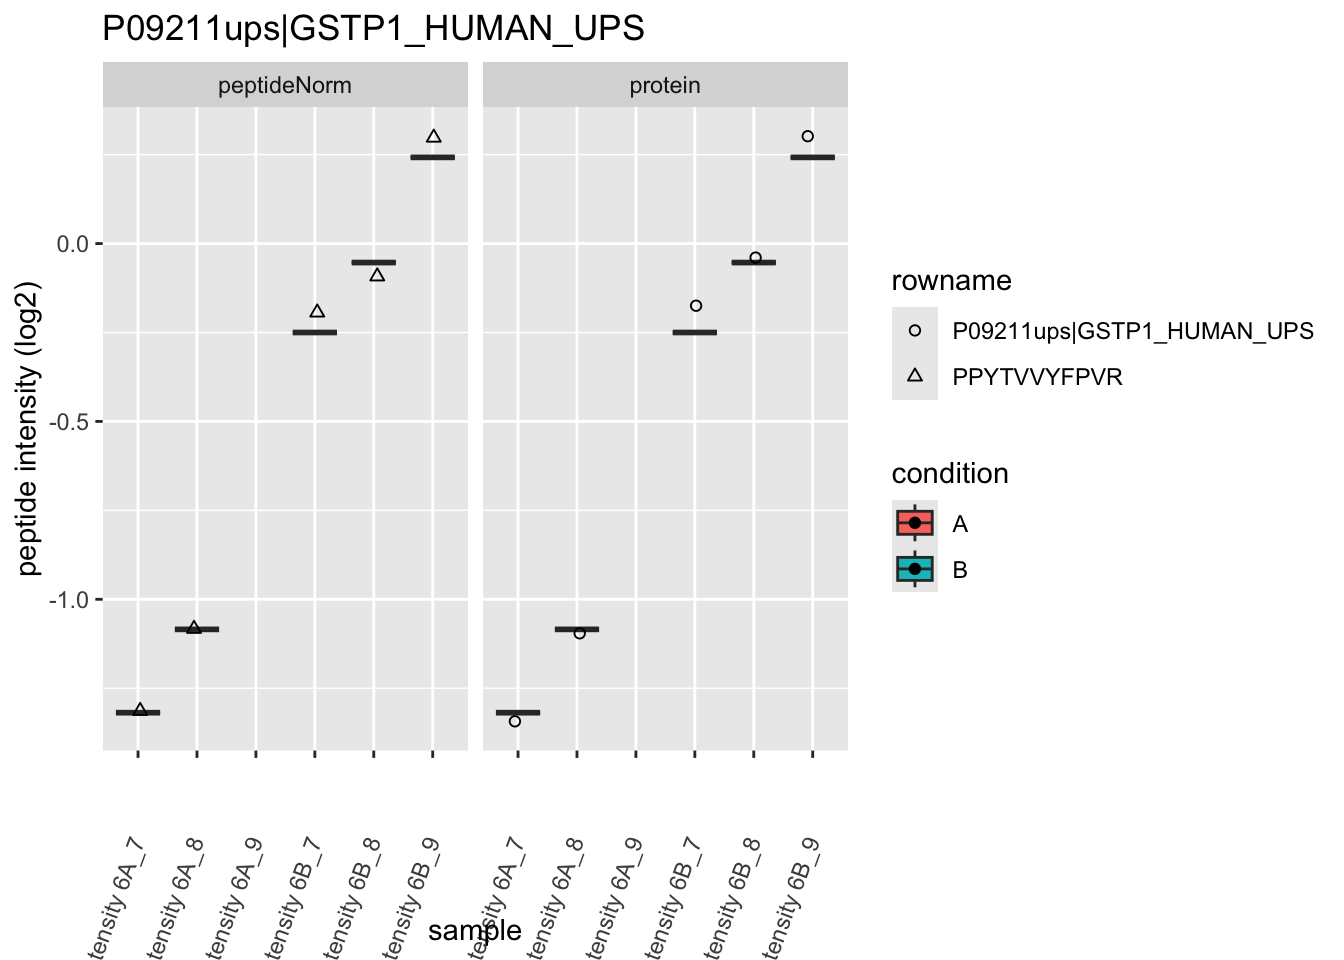 P09211ups|GSTP1_HUMAN_UPS
peptideNorm
protein
0.0
-0.5
-1.0
peptide intensity (log2)
tensity 6A_7
tensity 6A_8
tensity 6A_9
tensity 6B_7
tensity 6B_8
tensity 6B_9
tensity 6A_7
tensity 6A_8
tensity 6A_9
tensity 6B_7
tensity 6B_8
tensity 6B_9
sample
rowname
P09211ups|GSTP1_HUMAN_UPS
PPYTVVYFPVR
condition
A
B